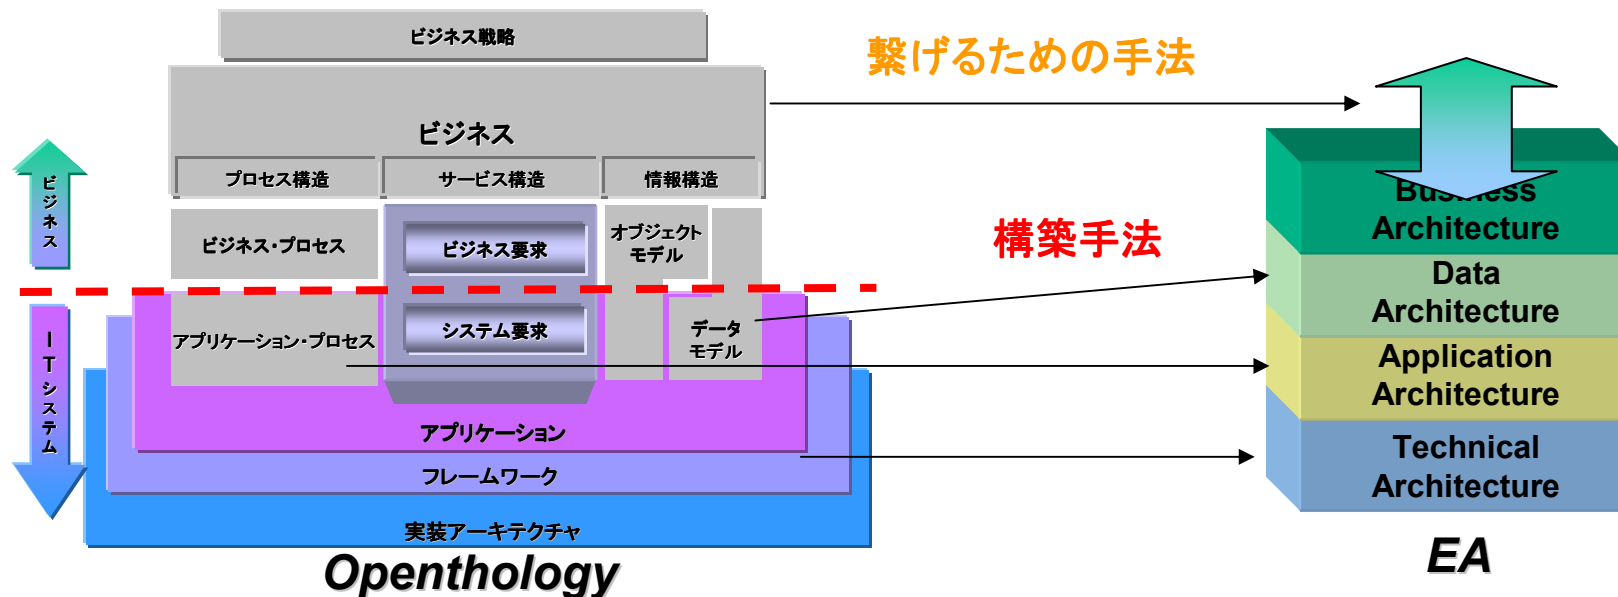 ビジネス戦略
ビジネス
プロセス構造
サービス構造
情報構造
ビジネス・プロセス
ビジネス要求
オブジェクト
モデル
アプリケーション・プロセス
システム要求
データ
モデル
アプリケーション
フレームワーク
実装アーキテクチャ
Openthology
ビジネス
ITシステム
繋げるための手法
構築手法
Business
Architecture
Data
Architecture
Application
Architecture
Technical
Architecture
EA